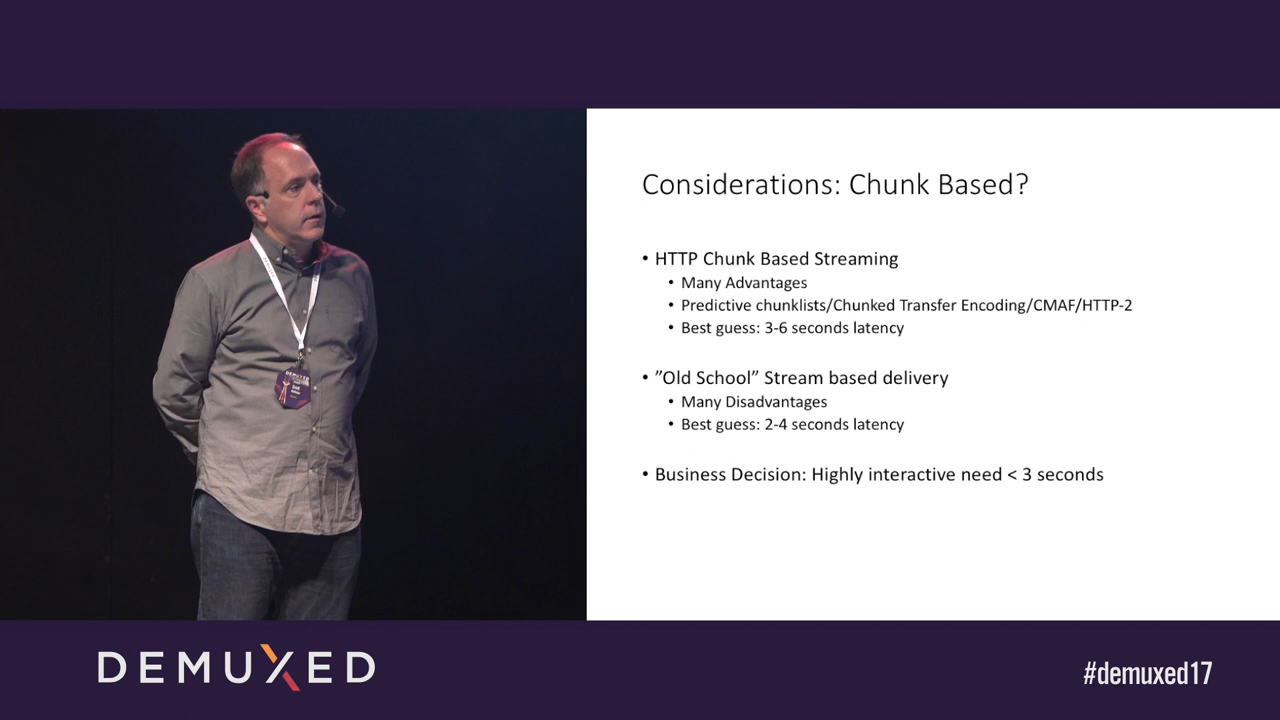 Considerations: Chunk Based?
• HTTP Chunk Based Streaming
• Many Advantages
• Predictive chunklists/Chunked Transfer Encoding/CMAF/HTTP-2
• Best guess: 3-6 seconds latency
• ”Old School” Stream based delivery
• Many Disadvantages
• Best guess: 2-4 seconds latency
• Business Decision: Highly interactive need < 3 seconds
DEMUXED
DEMUXED
#demuxed17